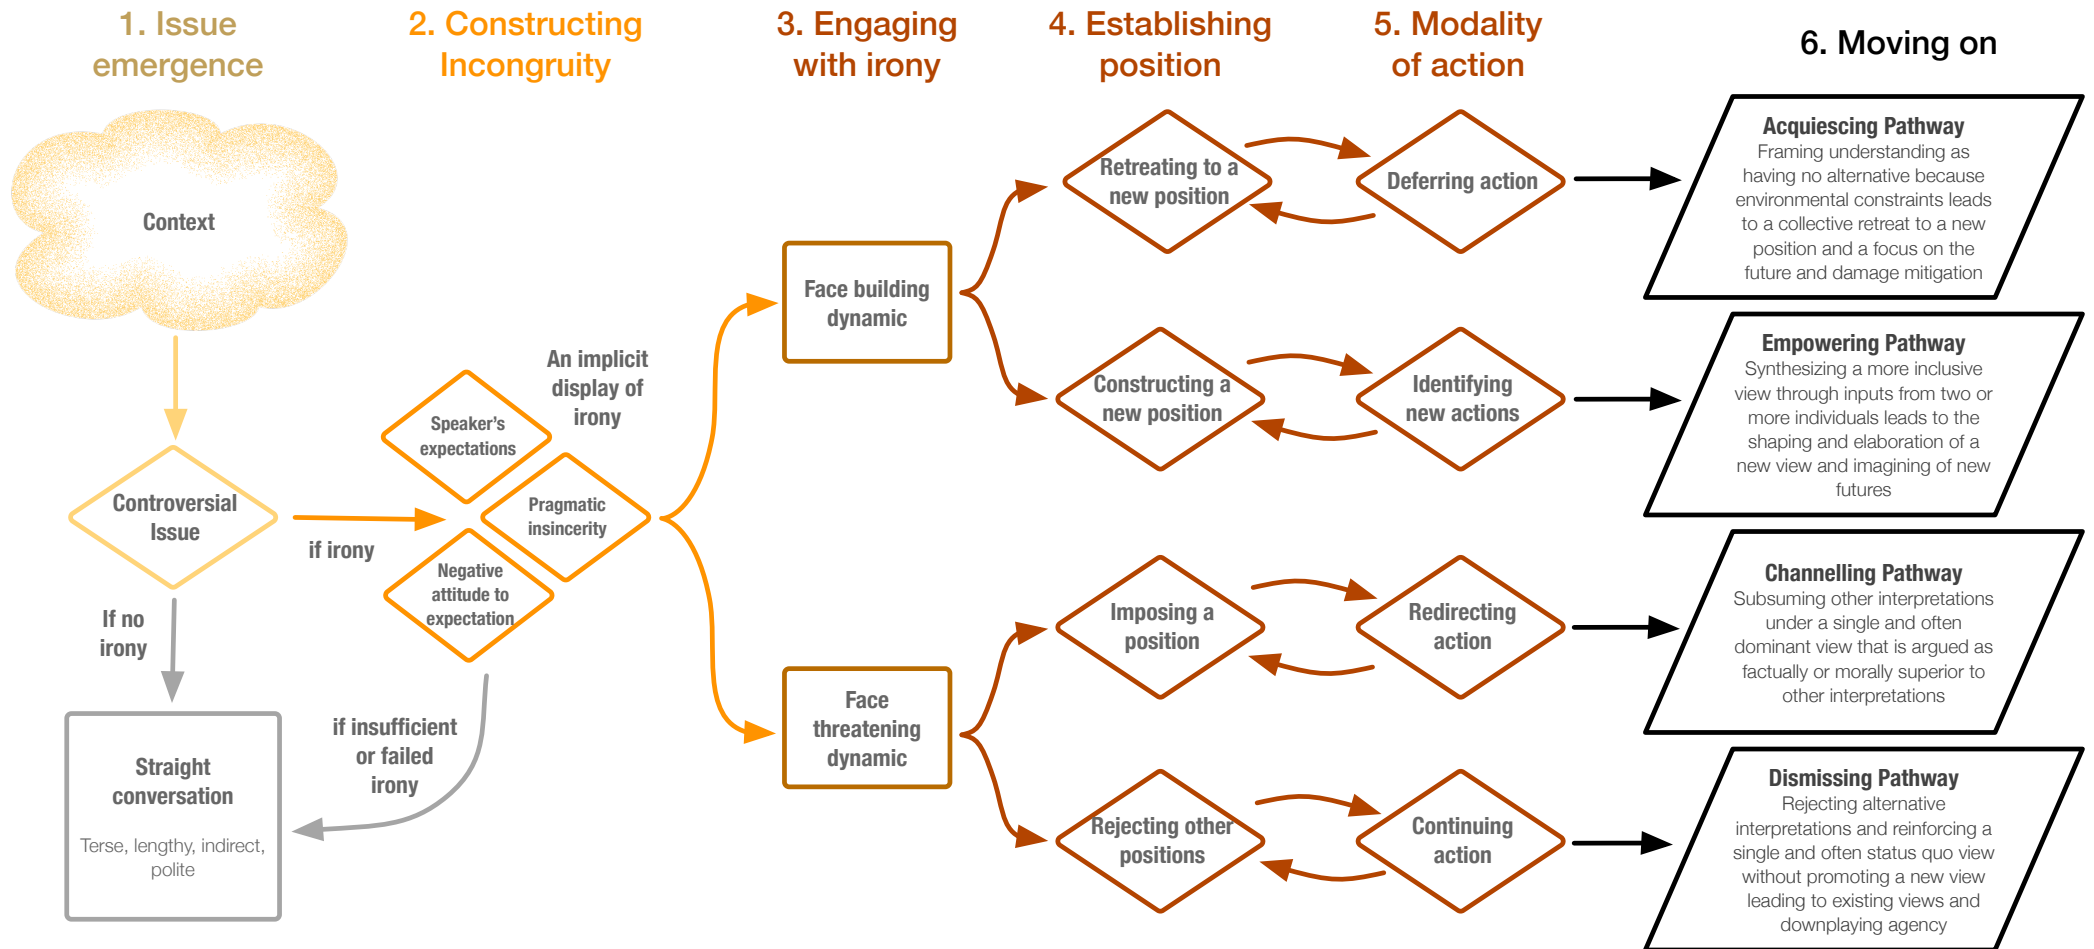 1. Issue
emergence
2. Constructing
Incongruity
3. Engaging
with irony
4. Establishing
position
5. Modality
of action
6. Moving on
Context
Controversial
Issue
if irony
If no
irony
Straight
conversation
Terse, lengthy, indirect,
polite
if insufficient
or failed
irony
An implicit
display of
irony
Speaker's
expectations
Pragmatic
insincerity
Negative
attitude to
expectation
Face building
dynamic
Face
threatening
dynamic
Retreating to a
new position
Deferring action
Constructing a
new position
Identifying
new actions
Imposing a
position
Redirecting
action
Rejecting other
positions
Continuing
action
Acquiescing Pathway
Framing understanding as
having no alternative because
environmental constraints leads
to a collective retreat to a new
position and a focus on the
future and damage mitigation
Empowering Pathway
Synthesizing a more inclusive
view through inputs from two or
more individuals leads to the
shaping and elaboration of a
new view and imagining of new
futures
Channelling Pathway
Subsuming other interpretations
under a single and often
dominant view that is argued as
factually or morally superior to
other interpretations
Dismissing Pathway
Rejecting alternative
interpretations and reinforcing a
single and often status quo view
without promoting a new view
leading to existing views and
downplaying agency